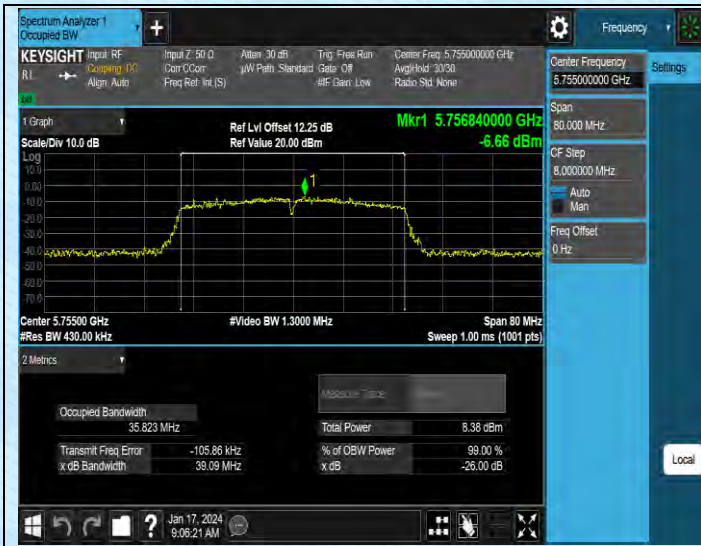 Spectrum Analyzer 1
Occupied BW
Frequency
KEYSIGHT
Input: RF
Coupling: DC
Align: Auto
Input Z: 50 Ω
Corr CCorr
Freq Ref: Int (S)
Atten: 30 dB
µW Path: Standard
Trig: Free Run
Gate: Off
#IF Gain: Low
Center Freq: 5.755000000 GHz
Avg|Hold: 30/30
Radio Std: None
Center Frequency
5.755000000 GHz
Settings
Span
80.000 MHz
CF Step
8.000000 MHz
Auto
Man
Freq Offset
0 Hz
1 Graph
Scale/Div 10.0 dB
Ref Lvl Offset 12.25 dB
Ref Value 20.00 dBm
Mkr1 5.756840000 GHz
-6.66 dBm
Log
10.0
0.00
-10.0
-20.0
-30.0
-40.0
-50.0
-60.0
-70.0
1
Center 5.75500 GHz
#Res BW 430.00 kHz
#Video BW 1.3000 MHz
Span 80 MHz
Sweep 1.00 ms (1001 pts)
2 Metrics
Measure Trace
Occupied Bandwidth
35.823 MHz
Total Power 8.38 dBm
Transmit Freq Error -105.86 kHz
% of OBW Power 99.00 %
x dB Bandwidth 39.09 MHz
x dB -26.00 dB
Local
?
Jan 17, 2024
9:06:21 AM